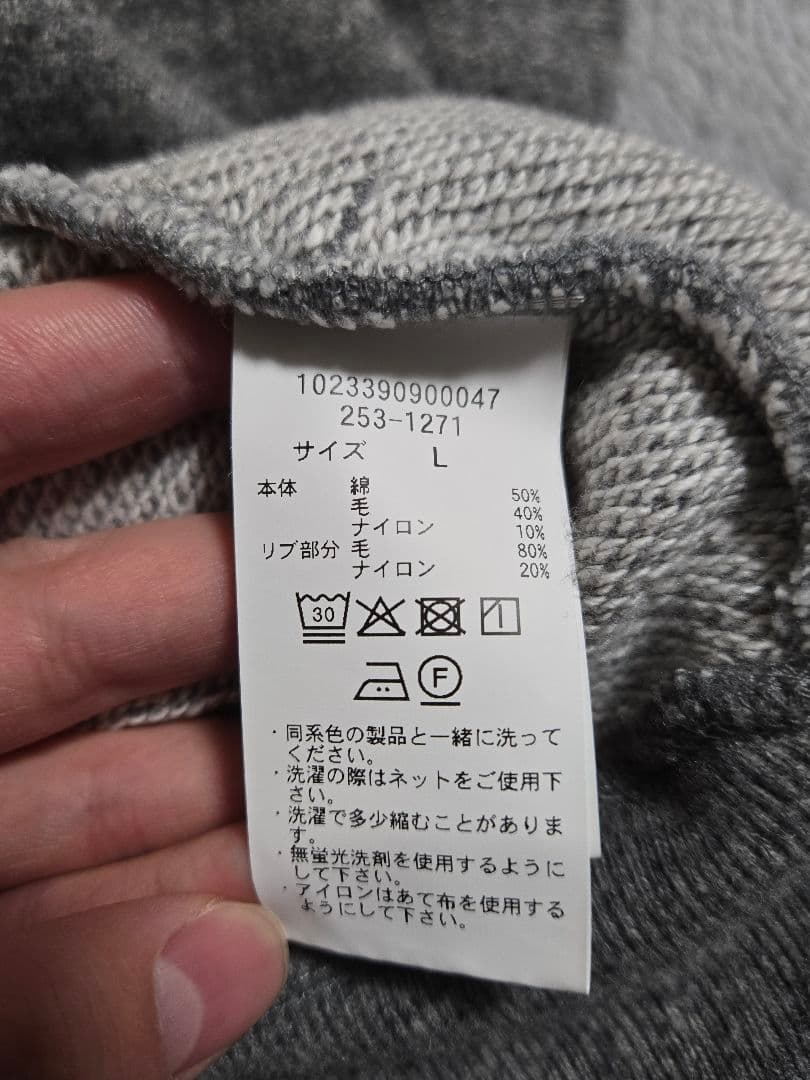 1023390900047
253-1271
サイズ L
本体 綿 50%
毛 40%
ナイロン 10%
リブ部分 毛 80%
ナイロン 20%
30
F
・同系色の製品と一緒に洗って
ください。
・洗濯の際はネットをご使用下
さい。
・洗濯で多少縮むことがありま
す。
・無蛍光洗剤を使用するように
して下さい。
・アイロンはあて布を使用する
ようにして下さい。